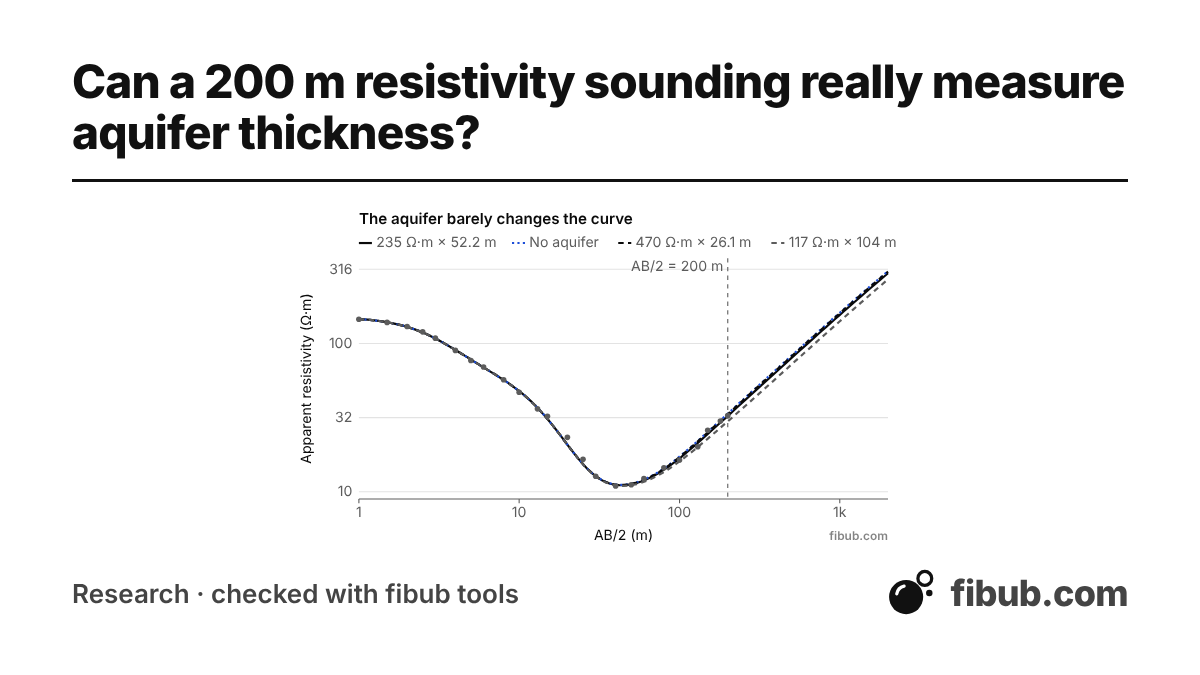 Can a 200 m resistivity sounding really measure
aquifer thickness?
The aquifer barely changes the curve
235 Ω·m × 52.2 m No aquifer 470 Ω·m × 26.1 m 117 Ω·m × 104 m
AB/2 = 200 m
316
100
32
10
Apparent resistivity (Ω·m)
1 10 100 1k
AB/2 (m)
fibub.com
Research · checked with fibub tools
fibub.com